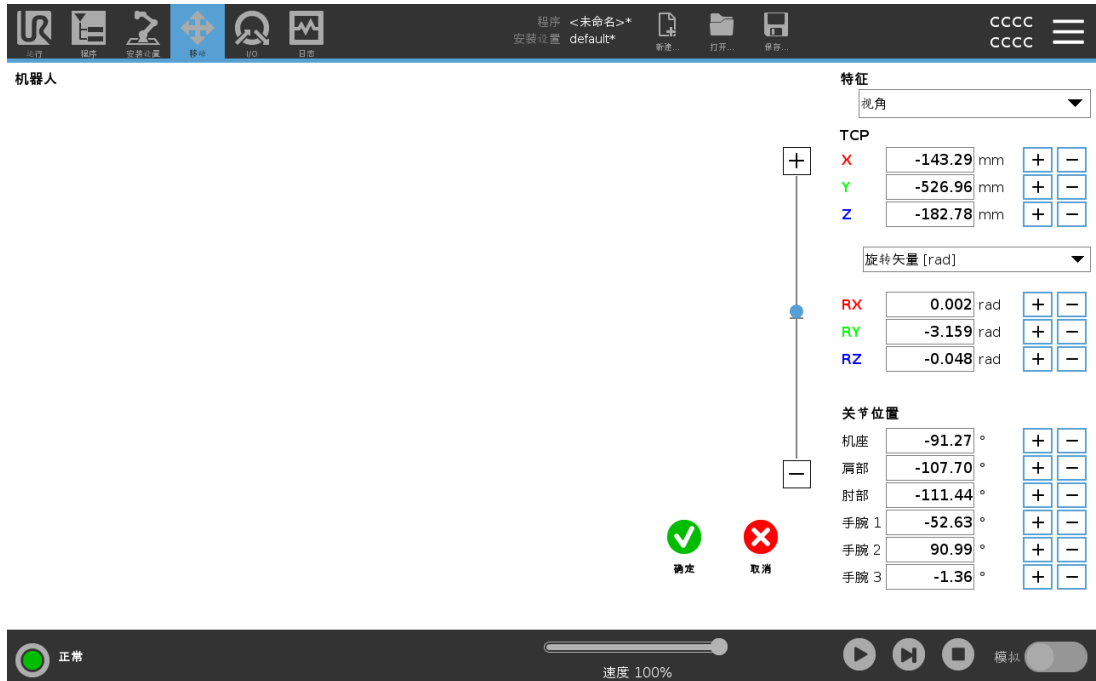 程序 <未命名>*
安装设置 default*
运行
程序
安装设置
移动
I/O
日志
新建...
打开...
保存...
CCCC
CCCC
机器人
特征
视角
TCP
X -143.29 mm + −
Y -526.96 mm + −
Z -182.78 mm + −
旋转矢量 [rad]
RX 0.002 rad + −
RY -3.159 rad + −
RZ -0.048 rad + −
关节位置
机座 -91.27 ° + −
肩部 -107.70 ° + −
肘部 -111.44 ° + −
手腕 1 -52.63 ° + −
手腕 2 90.99 ° + −
手腕 3 -1.36 ° + −
确定
取消
正常
速度 100%
模拟